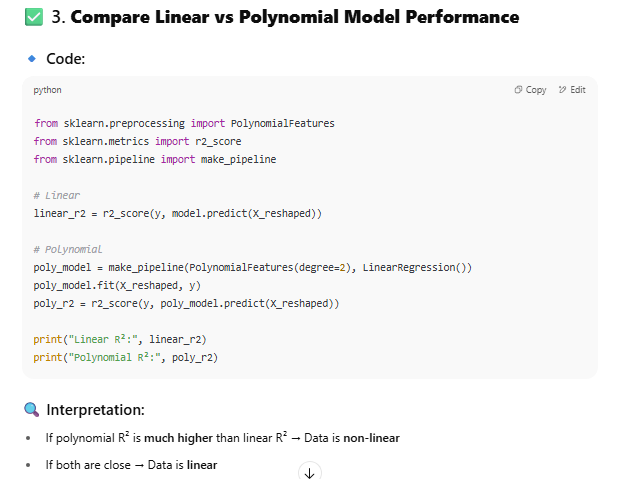 ✅ 3. Compare Linear vs Polynomial Model Performance
🔹 Code:
python Copy Edit
from sklearn.preprocessing import PolynomialFeatures
from sklearn.metrics import r2_score
from sklearn.pipeline import make_pipeline
# Linear
linear_r2 = r2_score(y, model.predict(X_reshaped))
# Polynomial
poly_model = make_pipeline(PolynomialFeatures(degree=2), LinearRegression())
poly_model.fit(X_reshaped, y)
poly_r2 = r2_score(y, poly_model.predict(X_reshaped))
print("Linear R²:", linear_r2)
print("Polynomial R²:", poly_r2)
🔍 Interpretation:
• If polynomial R² is much higher than linear R² → Data is non-linear
• If both are close → Data is linear